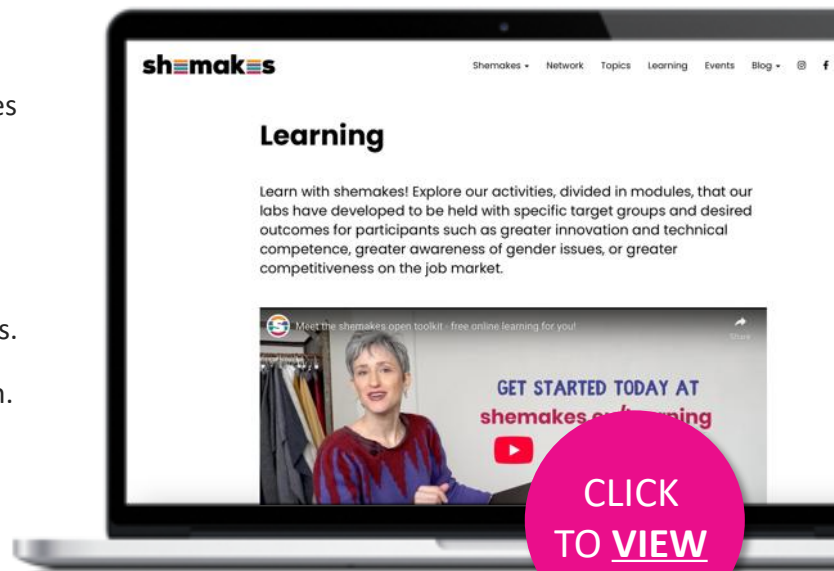 es
s.
n.
shemakes
Shemakes Network Topics Learning Events Blog
Learning
Learn with shemakes! Explore our activities, divided in modules, that our
labs have developed to be held with specific target groups and desired
outcomes for participants such as greater innovation and technical
competence, greater awareness of gender issues, or greater
competitiveness on the job market.
Meet the shemakes open toolkit - free online learning for you!
Share
GET STARTED TODAY AT
CLICK
TO VIEW